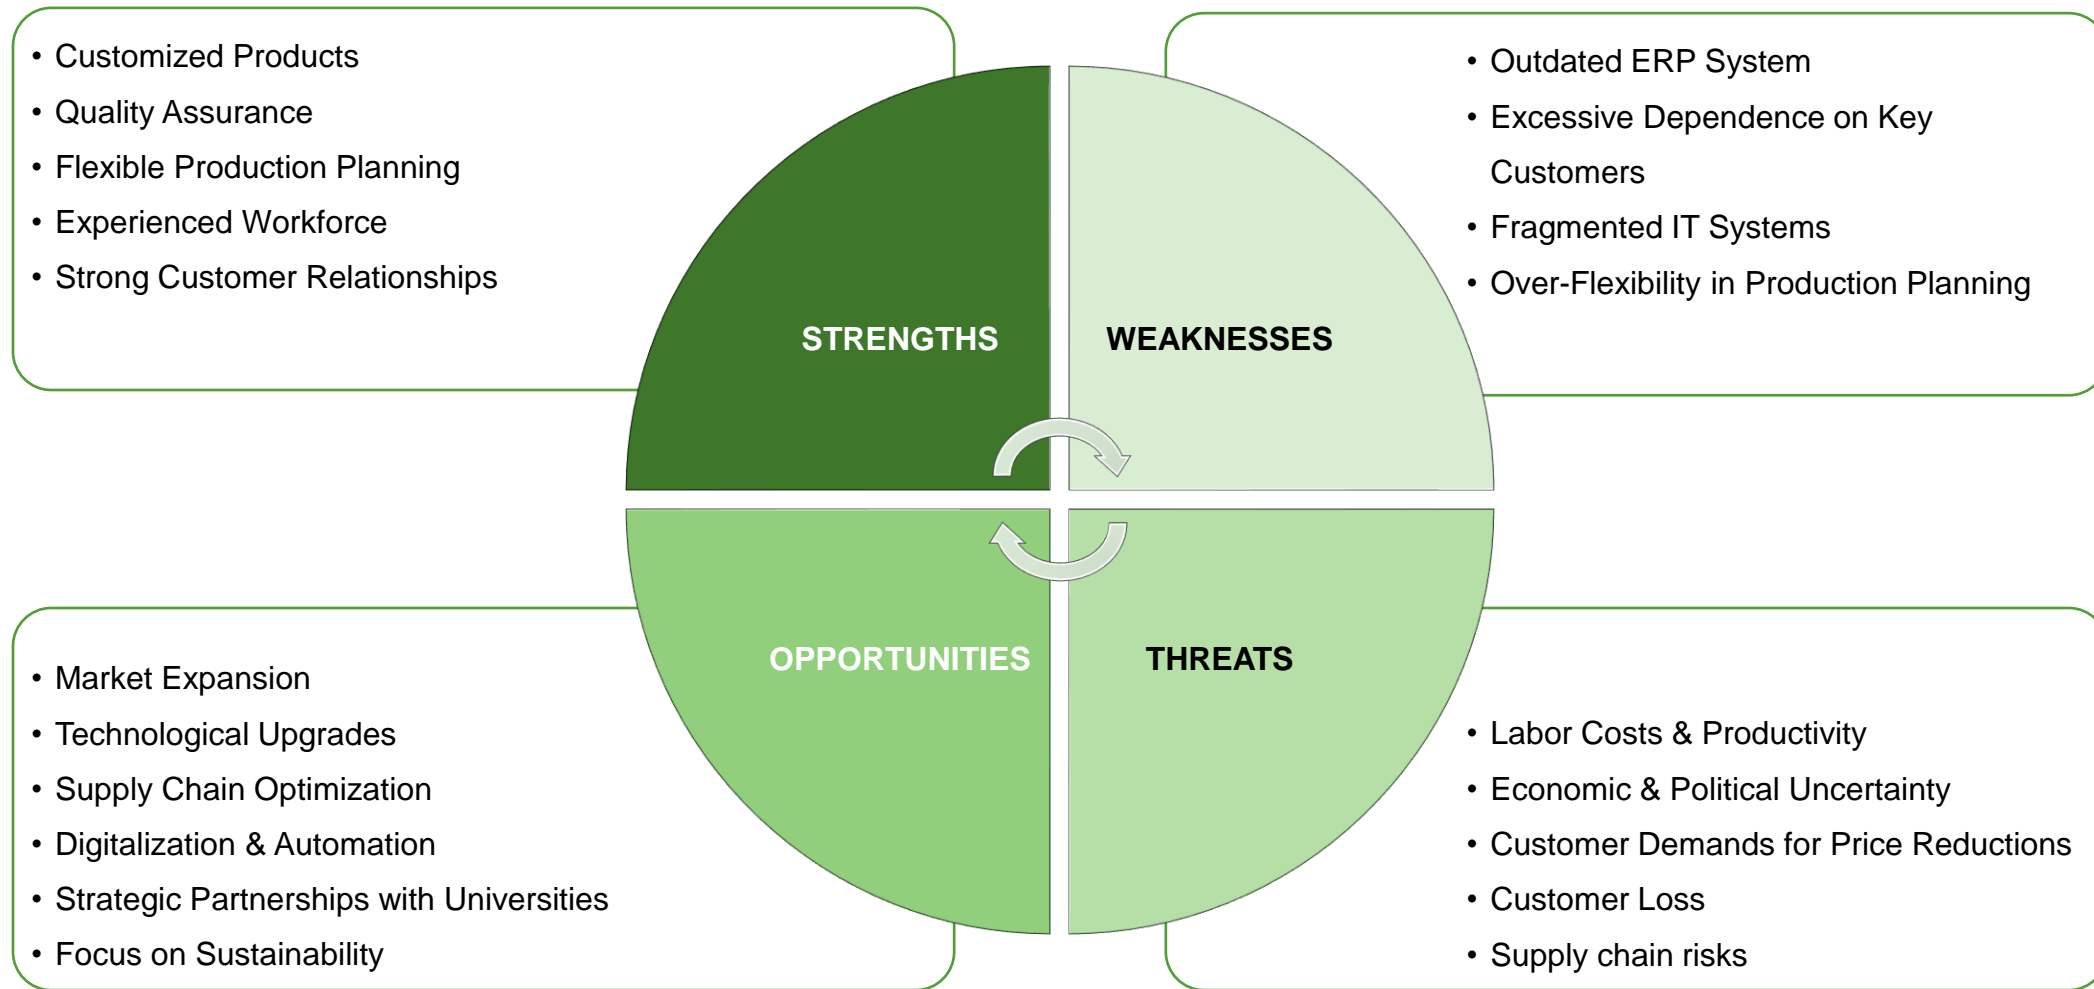 • Customized Products
• Quality Assurance
• Flexible Production Planning
• Experienced Workforce
• Strong Customer Relationships
• Outdated ERP System
• Excessive Dependence on Key
Customers
• Fragmented IT Systems
• Over-Flexibility in Production Planning
STRENGTHS
WEAKNESSES
OPPORTUNITIES
THREATS
• Market Expansion
• Technological Upgrades
• Supply Chain Optimization
• Digitalization & Automation
• Strategic Partnerships with Universities
• Focus on Sustainability
• Labor Costs & Productivity
• Economic & Political Uncertainty
• Customer Demands for Price Reductions
• Customer Loss
• Supply chain risks